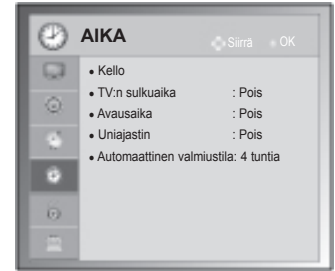 AIKA
Siirrä OK
• Kello
• TV:n sulkuaika : Pois
• Avausaika : Pois
• Uniajastin : Pois
• Automaattinen valmiustila: 4 tuntia